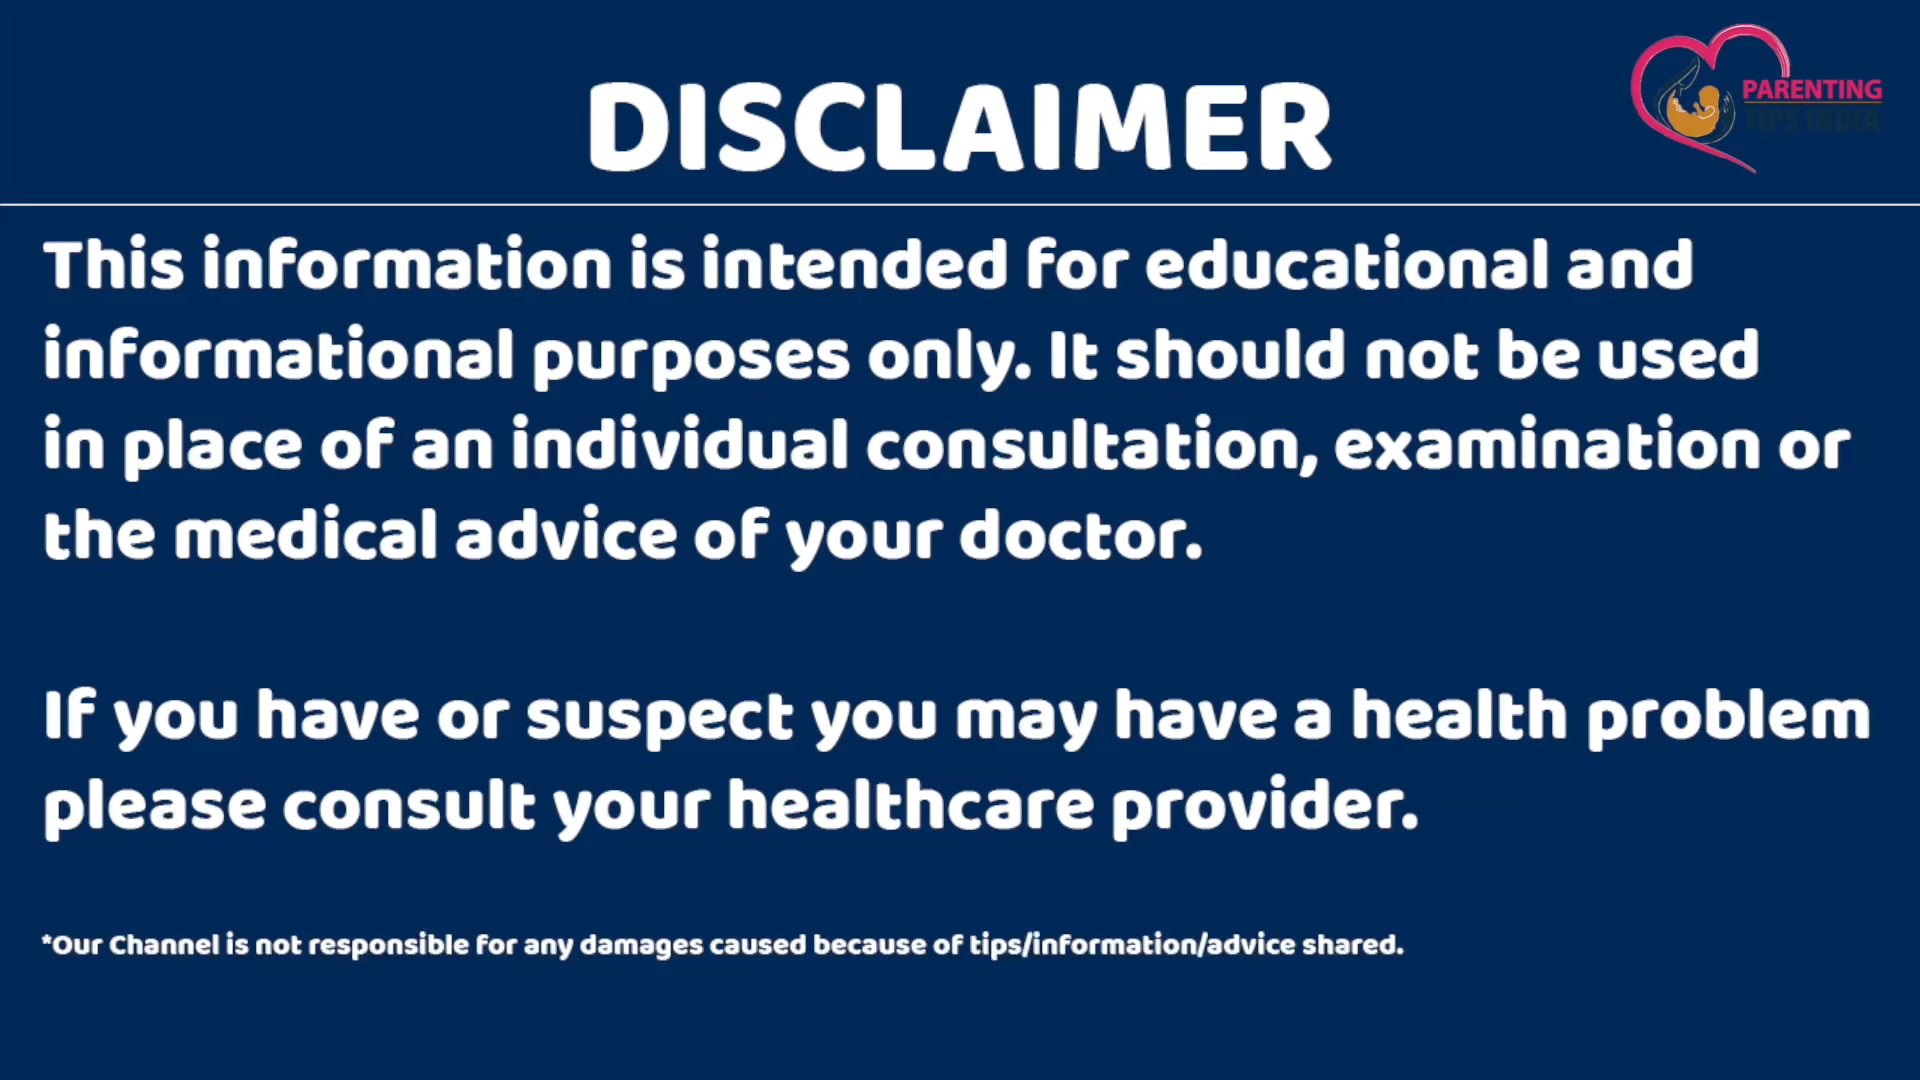 DISCLAIMER
PARENTING
TIPS INDIA
This information is intended for educational and
informational purposes only. It should not be used
in place of an individual consultation, examination or
the medical advice of your doctor.
If you have or suspect you may have a health problem
please consult your healthcare provider.
*Our Channel is not responsible for any damages caused because of tips/information/advice shared.